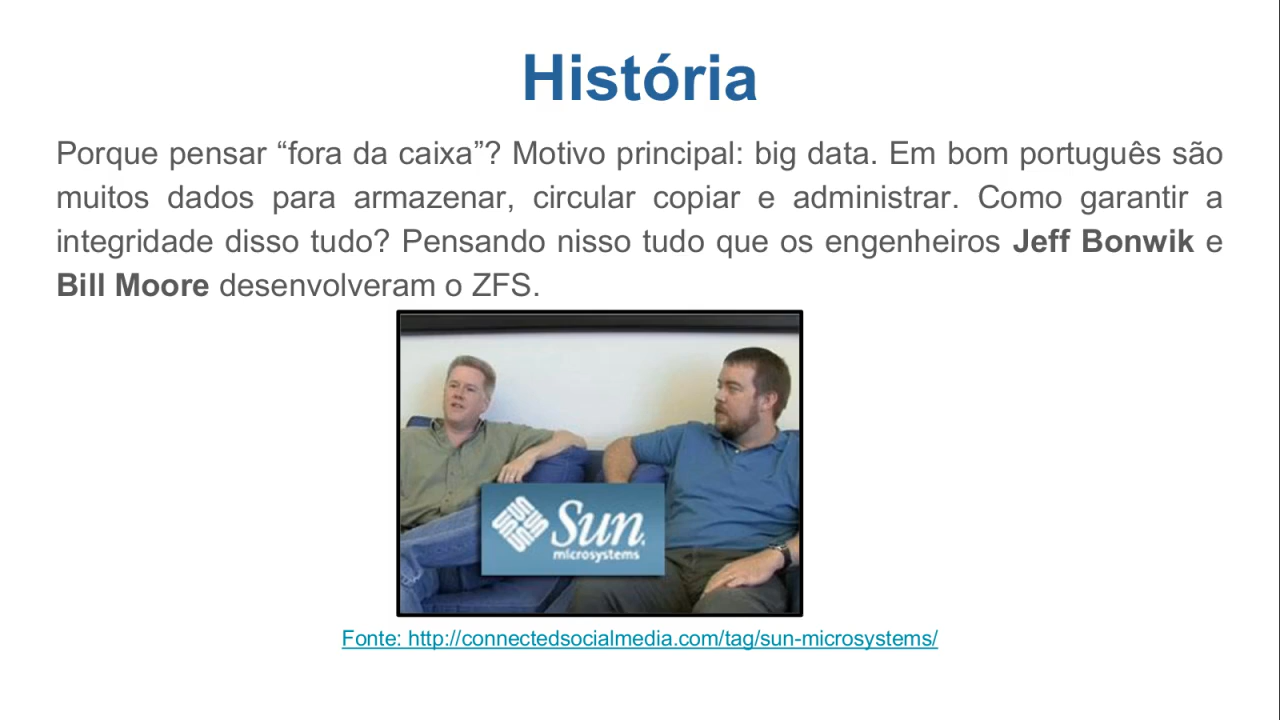 História
Porque pensar “fora da caixa”? Motivo principal: big data. Em bom português são
muitos dados para armazenar, circular copiar e administrar. Como garantir a
integridade disso tudo? Pensando nisso tudo que os engenheiros Jeff Bonwik e
Bill Moore desenvolveram o ZFS.
Sun
microsystems
Fonte: http://connectedsocialmedia.com/tag/sun-microsystems/